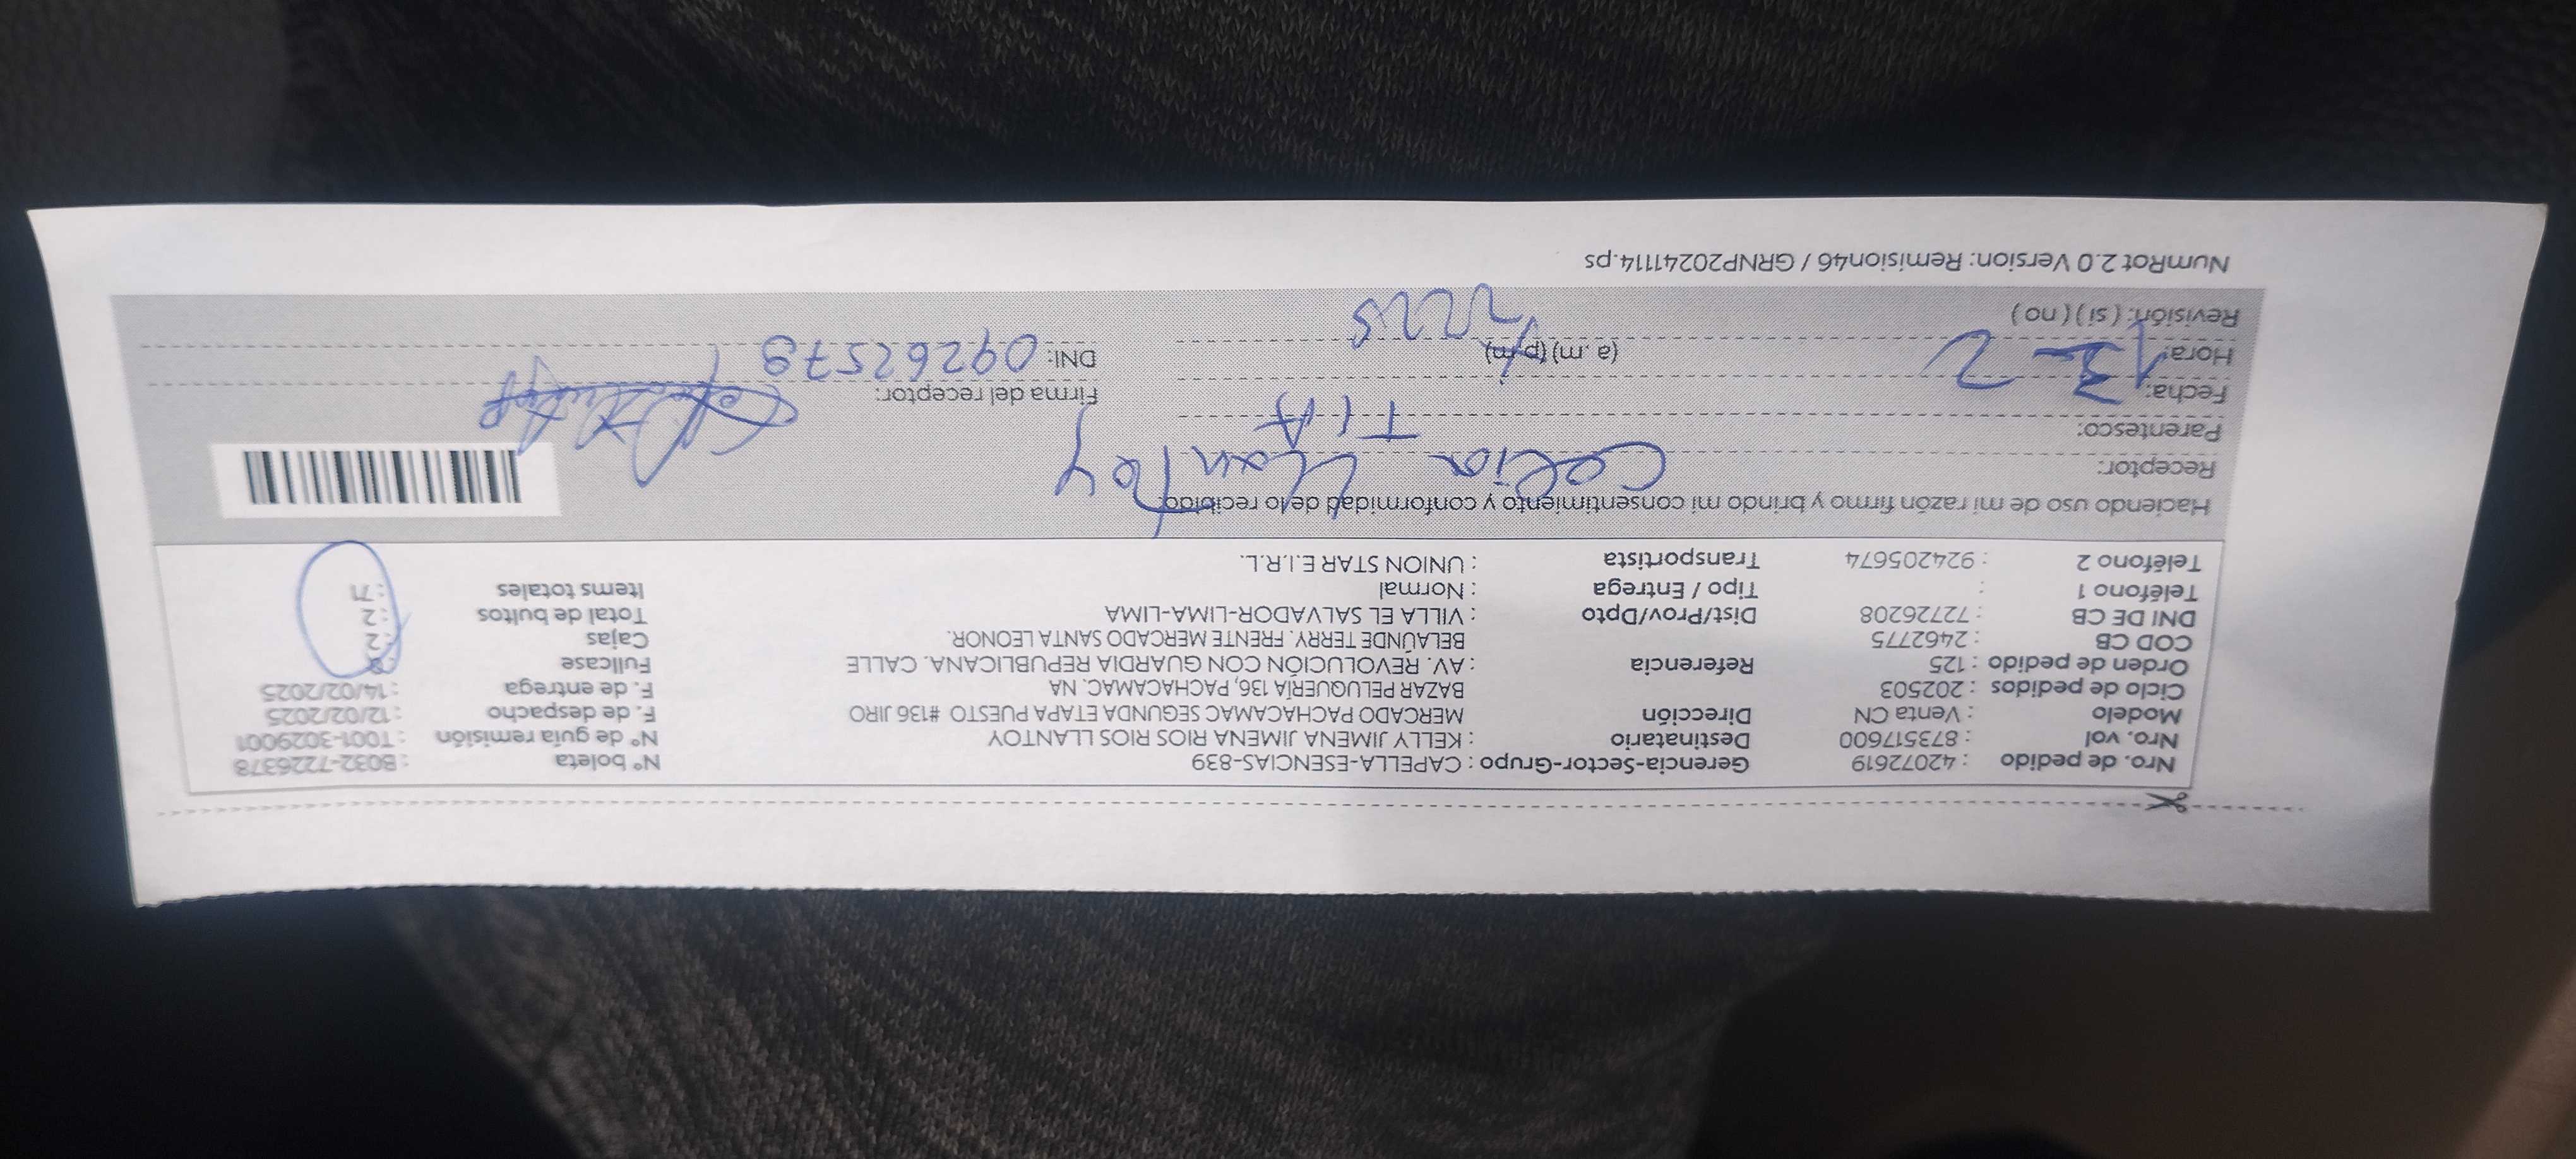 Nro. de pedido : 42072619 Gerencia-Sector-Grupo : CAPELLA-ESENCIAS-839 N° boleta : B032-7226378
Nro. vol : 873517600 Destinatario : KELLY JIMENA JIMENA RIOS RIOS LLANTOY N° de guía remisión : T001-3029001
Modelo : Venta CN Dirección MERCADO PACHACAMAC SEGUNDA ETAPA PUESTO #136 JIRO F. de despacho : 12/02/2025
Ciclo de pedidos : 202503 BAZAR PELUQUERÍA 136, PACHACAMAC. NA F. de entrega : 14/02/2025
Orden de pedido : 125 Referencia : AV. REVOLUCIÓN CON GUARDIA REPUBLICANA. CALLE Fullcase
COD CB : 2462775 BELAÚNDE TERRY. FRENTE MERCADO SANTA LEONOR. Cajas : 2
DNI DE CB : 72726208 Dist/Prov/Dpto : VILLA EL SALVADOR-LIMA-LIMA Total de bultos : 2
Teléfono 1 : Tipo / Entrega : Normal Items totales : 71
Teléfono 2 : 924205674 Transportista : UNION STAR E.I.R.L.
Haciendo uso de mi razón firmo y brindo mi consentimiento y conformidad de lo recibido.
Receptor: Celia Llantoy
Parentesco: TIA
Fecha: 13-2 Firma del receptor:
Hora: (a.m) (p.m) DNI: 09262579
Revisión: ( si ) ( no )
NumRot 2.0 Version: Remision46 / GRNP20241114.ps